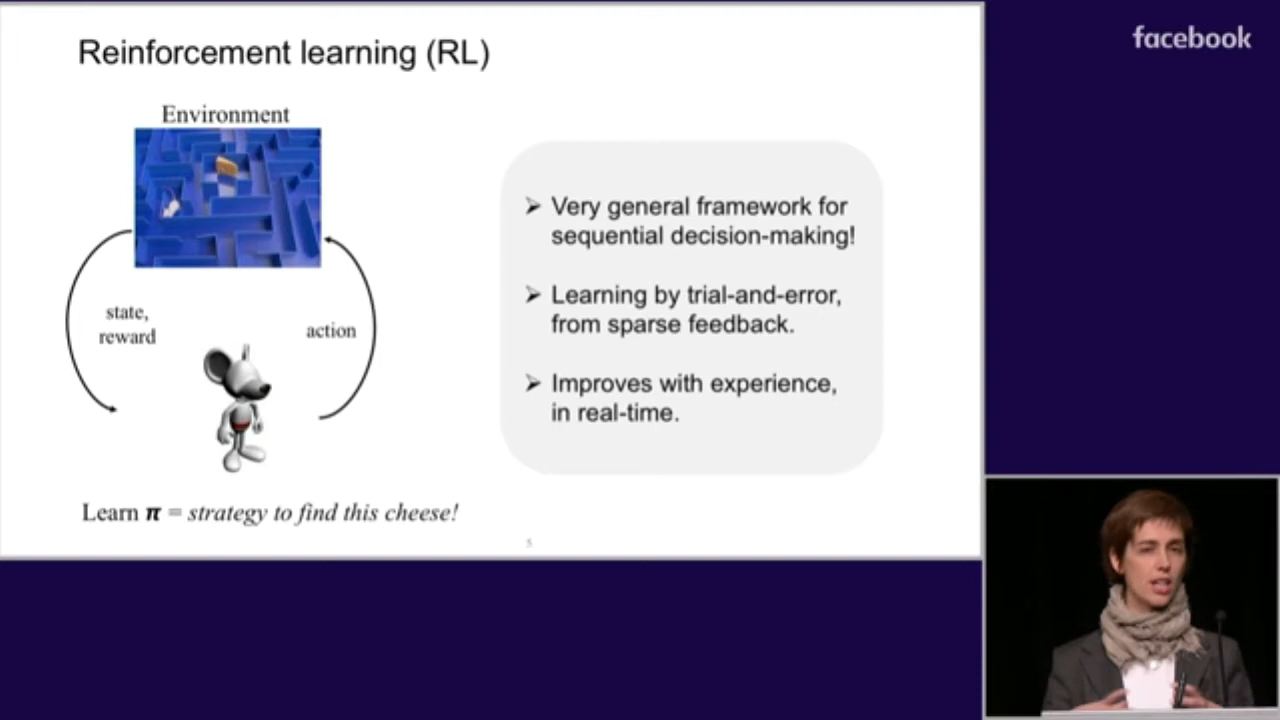 Reinforcement learning (RL)
facebook
Environment
state,
reward
action
Learn π = strategy to find this cheese!
➢ Very general framework for
sequential decision-making!
➢ Learning by trial-and-error,
from sparse feedback.
➢ Improves with experience,
in real-time.
5